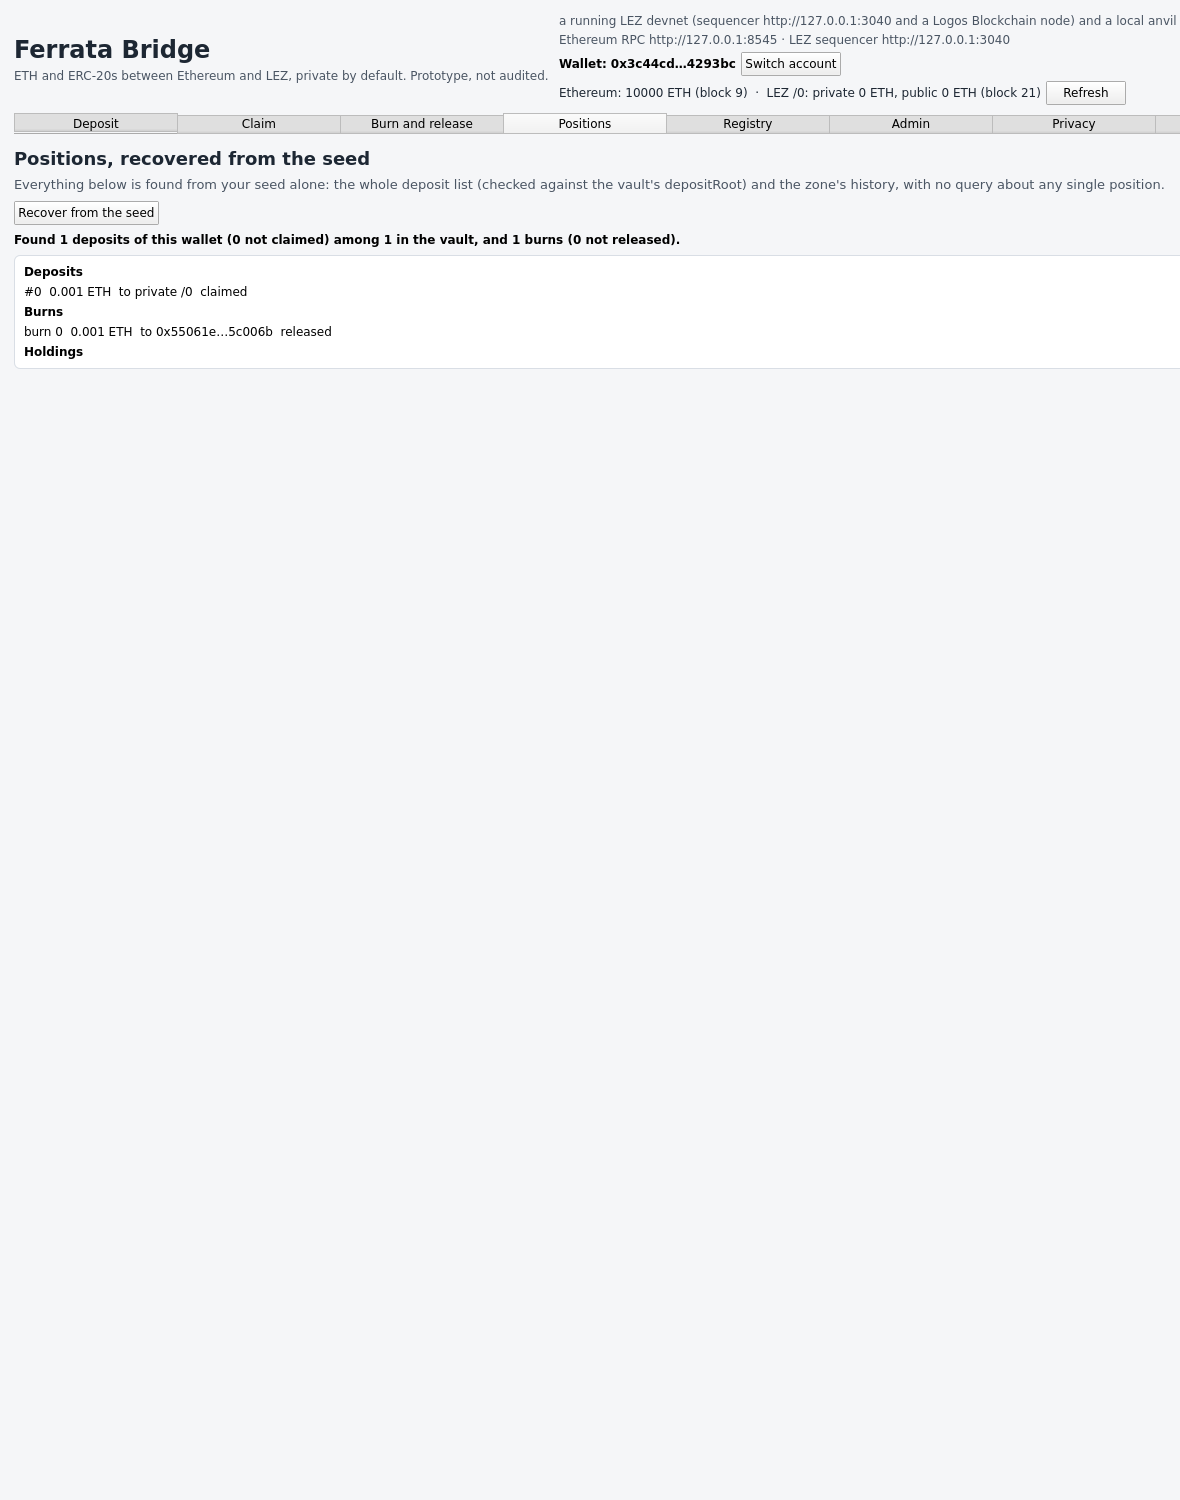 Ferrata Bridge
ETH and ERC-20s between Ethereum and LEZ, private by default. Prototype, not audited.
a running LEZ devnet (sequencer http://127.0.0.1:3040 and a Logos Blockchain node) and a local anvil
Ethereum RPC http://127.0.0.1:8545 · LEZ sequencer http://127.0.0.1:3040
Wallet: 0x3c44cd…4293bc Switch account
Ethereum: 10000 ETH (block 9) · LEZ /0: private 0 ETH, public 0 ETH (block 21) Refresh
Deposit Claim Burn and release Positions Registry Admin Privacy
Positions, recovered from the seed
Everything below is found from your seed alone: the whole deposit list (checked against the vault's depositRoot) and the zone's history, with no query about any single position.
Recover from the seed
Found 1 deposits of this wallet (0 not claimed) among 1 in the vault, and 1 burns (0 not released).
Deposits
#0 0.001 ETH to private /0 claimed
Burns
burn 0 0.001 ETH to 0x55061e…5c006b released
Holdings